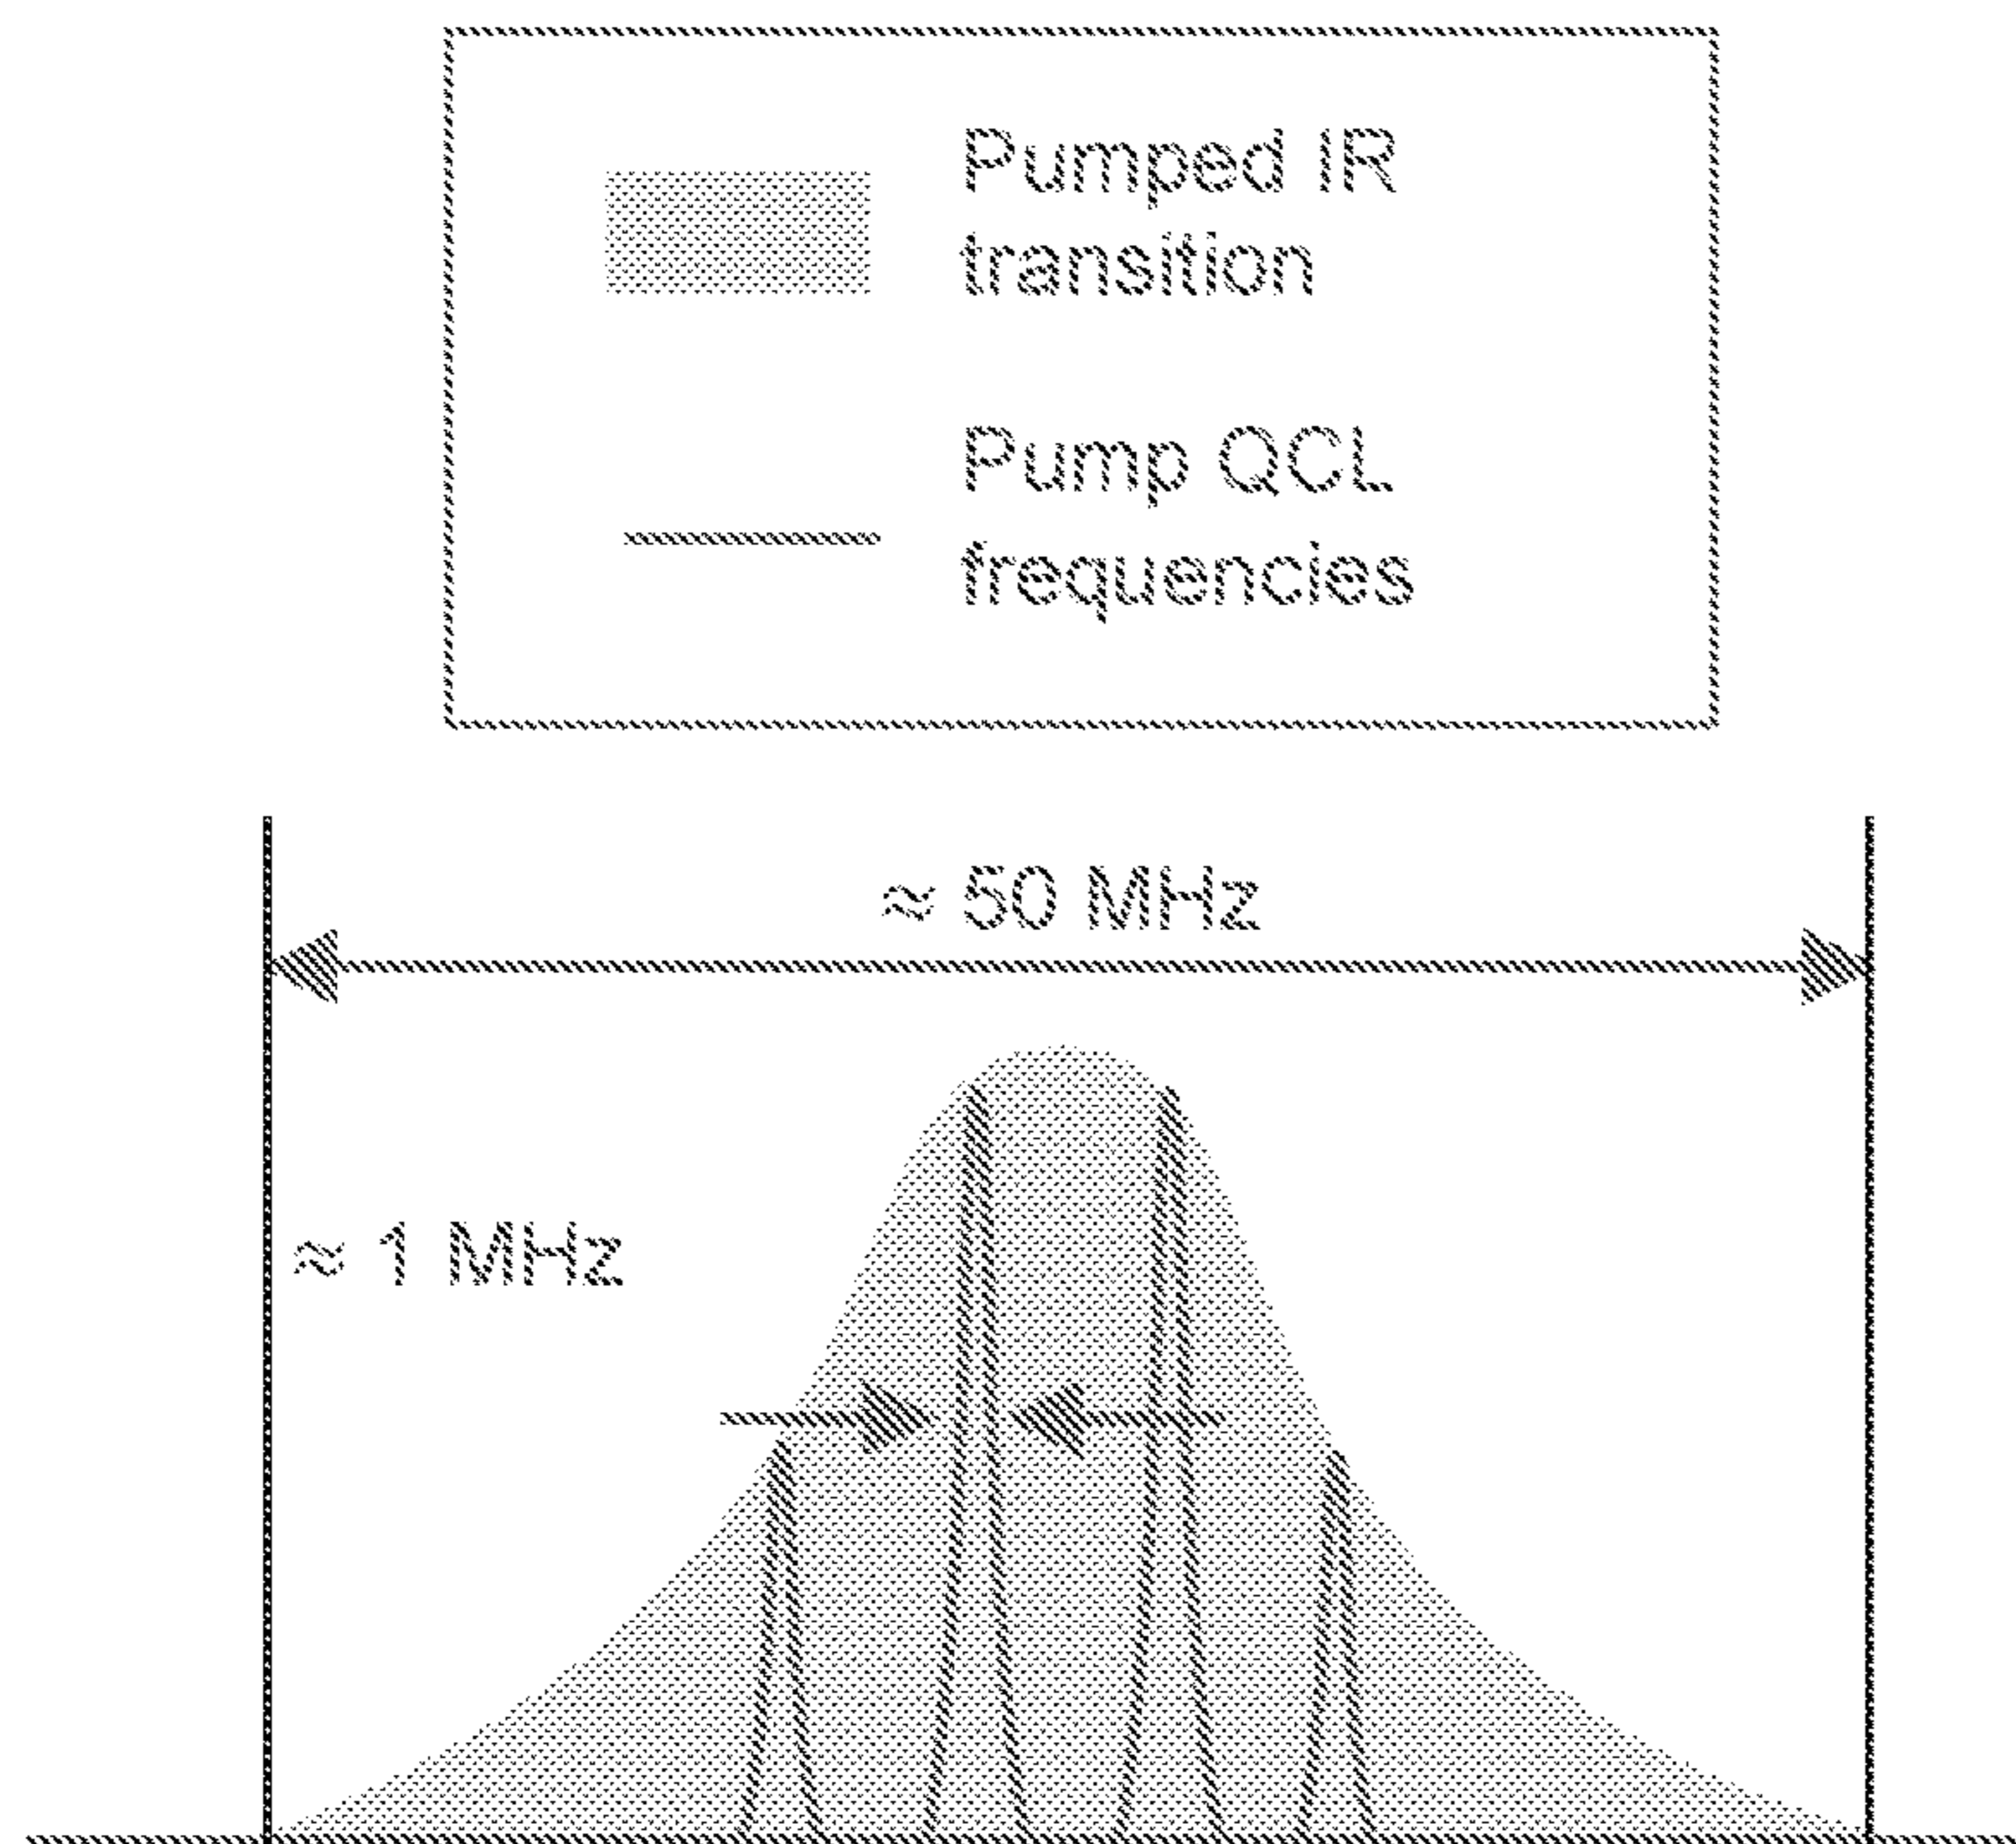 Pumped IR
transition
Pump QCL
frequencies
≈ 50 MHz
≈ 1 MHz